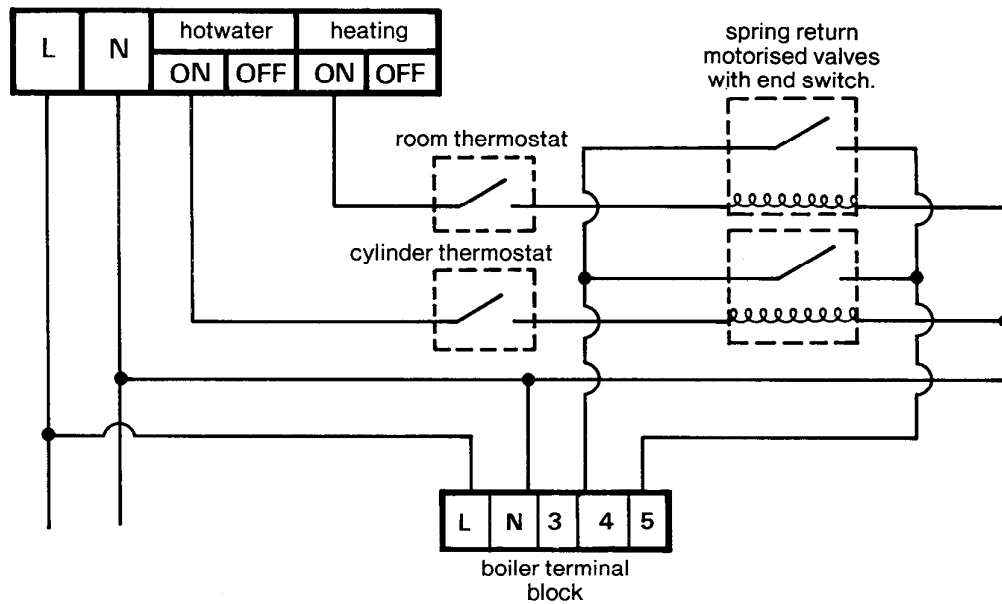 L N hotwater heating
ON OFF ON OFF
spring return
motorised valves
with end switch.
room thermostat
cylinder thermostat
L N 3 4 5
boiler terminal
block